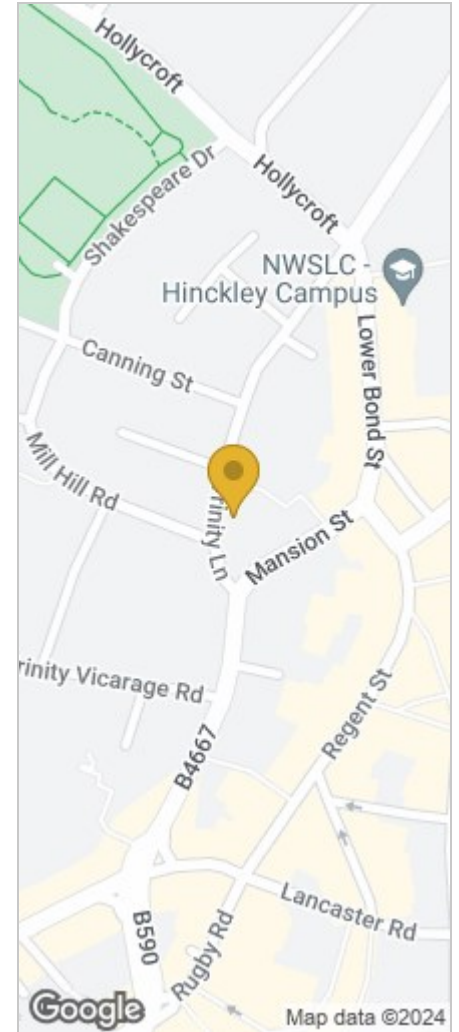 Hollycroft
Shakespeare Dr
Hollycroft
NWSLC -
Hinckley Campus
Canning St
Lower Bond St
Mill Hill Rd
rinity Ln
Mansion St
rinity Vicarage Rd
Regent St
B4667
Lancaster Rd
B590
Rugby Rd
Google
Map data ©2024